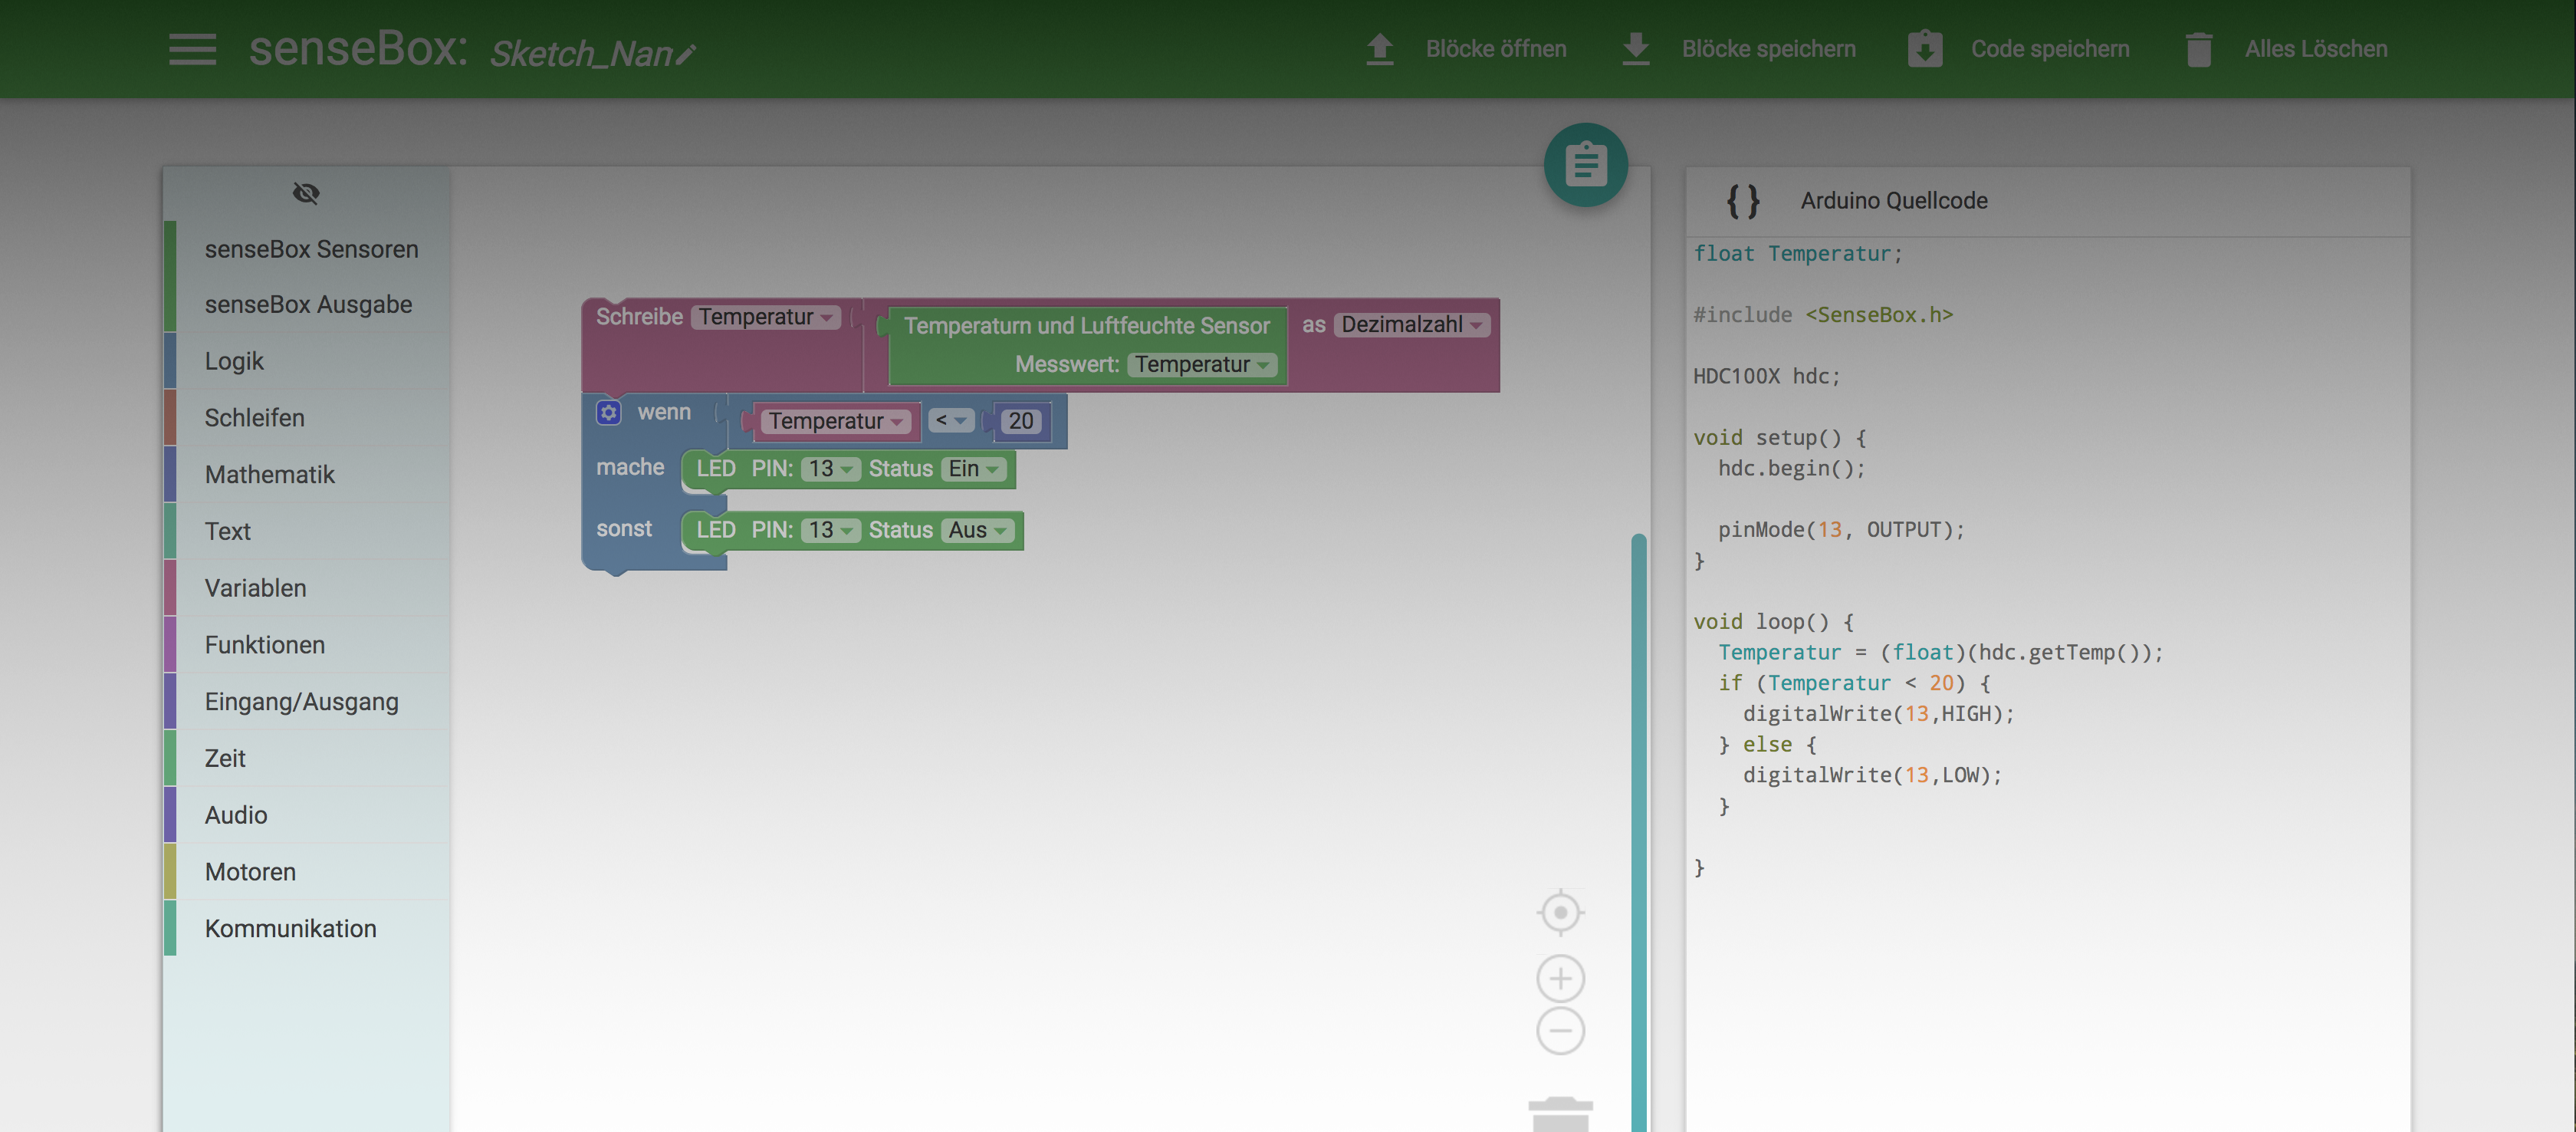 senseBox: Sketch_Nan
Blöcke öffnen
Blöcke speichern
Code speichern
Alles Löschen
senseBox Sensoren
senseBox Ausgabe
Logik
Schleifen
Mathematik
Text
Variablen
Funktionen
Eingang/Ausgang
Zeit
Audio
Motoren
Kommunikation
Schreibe Temperatur Temperaturn und Luftfeuchte Sensor as Dezimalzahl
Messwert: Temperatur
wenn Temperatur < 20
mache LED PIN: 13 Status Ein
sonst LED PIN: 13 Status Aus
{ } Arduino Quellcode
float Temperatur;
#include <SenseBox.h>
HDC100X hdc;
void setup() {
hdc.begin();
pinMode(13, OUTPUT);
}
void loop() {
Temperatur = (float)(hdc.getTemp());
if (Temperatur < 20) {
digitalWrite(13,HIGH);
} else {
digitalWrite(13,LOW);
}
}